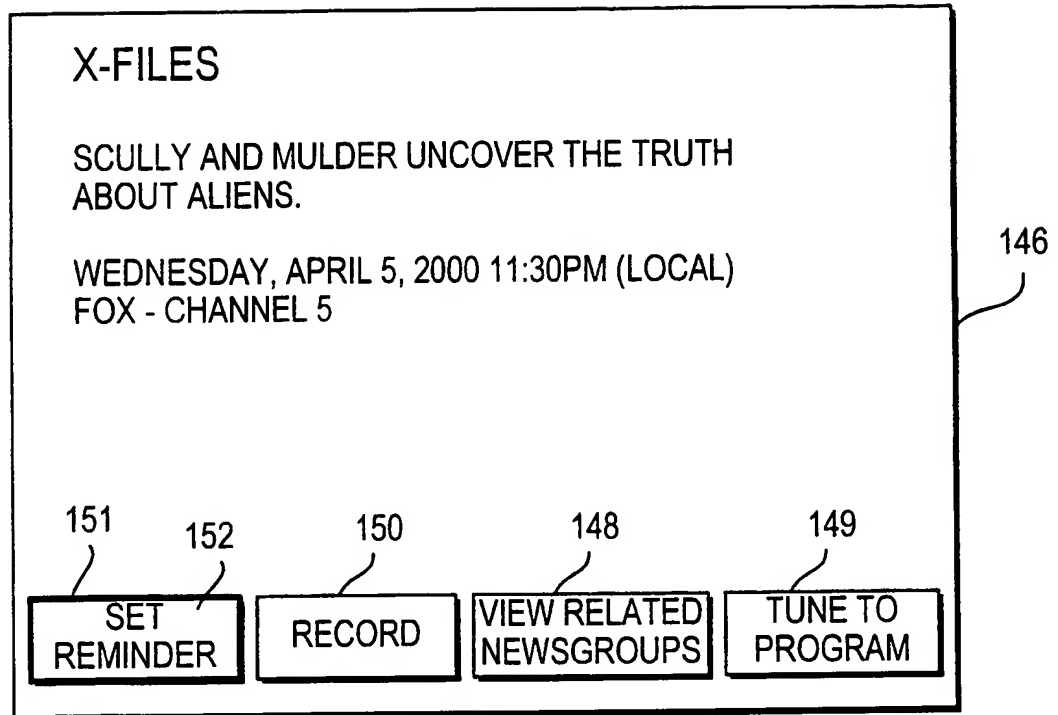 X-FILES
SCULLY AND MULDER UNCOVER THE TRUTH
ABOUT ALIENS.
WEDNESDAY, APRIL 5, 2000 11:30PM (LOCAL)
FOX - CHANNEL 5
146
151
152
150
148
149
SET
REMINDER
RECORD
VIEW RELATED
NEWSGROUPS
TUNE TO
PROGRAM